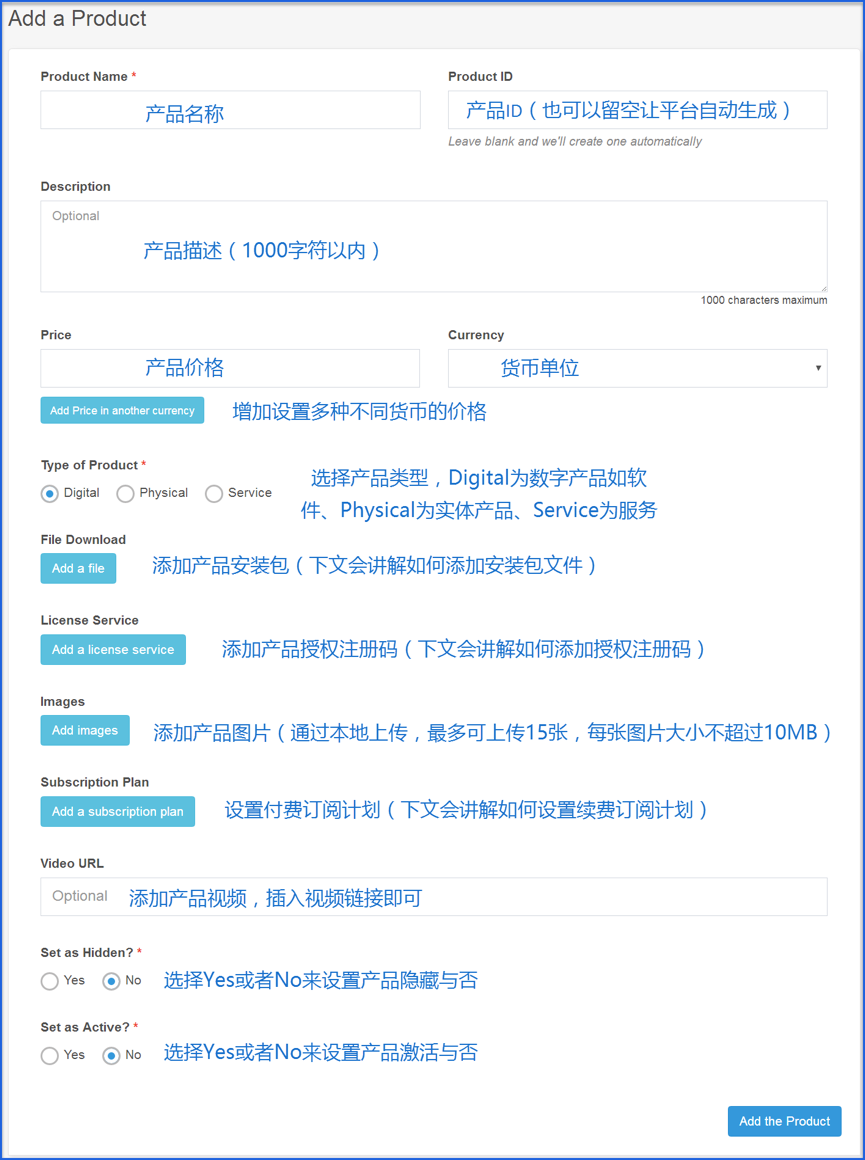 Add a Product
Product Name *
Product ID
产品名称
产品ID（也可以留空让平台自动生成）
Leave blank and we'll create one automatically
Description
Optional
产品描述（1000字符以内）
1000 characters maximum
Price
Currency
产品价格
货币单位
Add Price in another currency
增加设置多种不同货币的价格
Type of Product *
Digital
Physical
Service
选择产品类型，Digital为数字产品如软
件、Physical为实体产品、Service为服务
File Download
Add a file
添加产品安装包（下文会讲解如何添加安装包文件）
License Service
Add a license service
添加产品授权注册码（下文会讲解如何添加授权注册码）
Images
Add images
添加产品图片（通过本地上传，最多可上传15张，每张图片大小不超过10MB）
Subscription Plan
Add a subscription plan
设置付费订阅计划（下文会讲解如何设置续费订阅计划）
Video URL
Optional
添加产品视频，插入视频链接即可
Set as Hidden? *
Yes
No
选择Yes或者No来设置产品隐藏与否
Set as Active? *
Yes
No
选择Yes或者No来设置产品激活与否
Add the Product